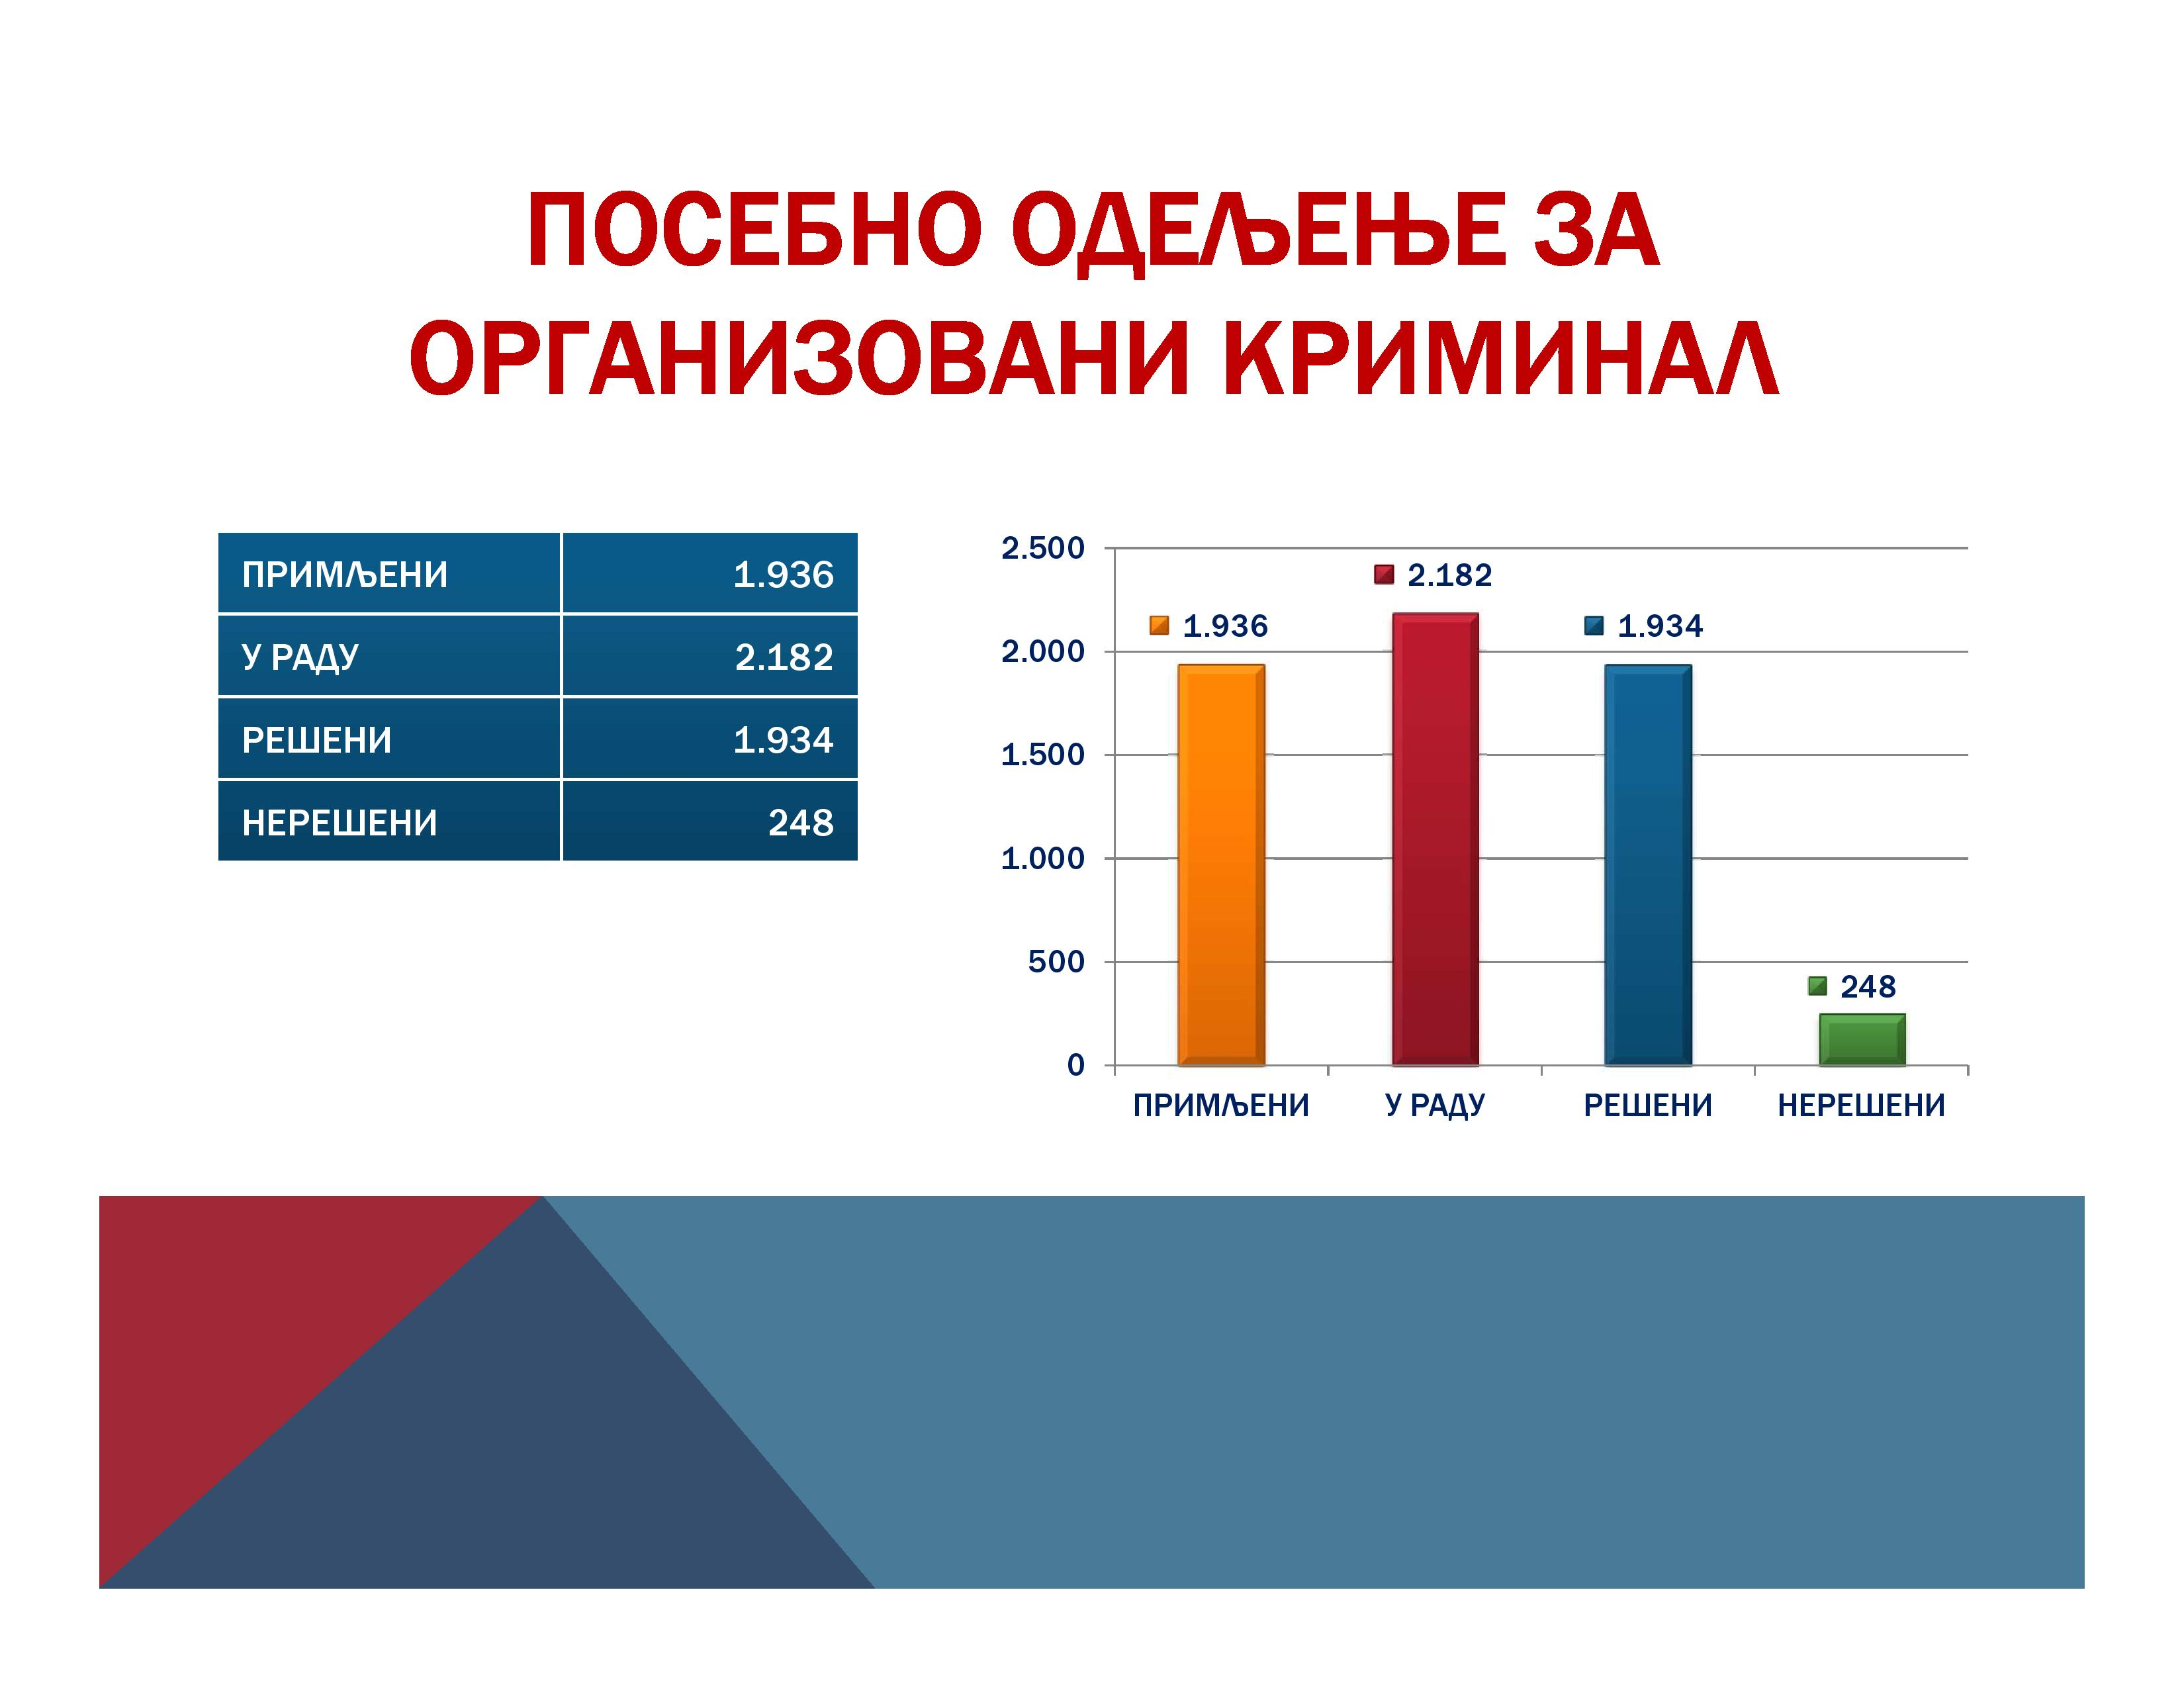 ПОСЕБНО ОДЕЉЕЊЕ ЗА
ОРГАНИЗОВАНИ КРИМИНАЛ
ПРИМЉЕНИ 1.936
У РАДУ 2.182
РЕШЕНИ 1.934
НЕРЕШЕНИ 248
2.500
2.000
1.500
1.000
500
0
1.936
2.182
1.934
248
ПРИМЉЕНИ У РАДУ РЕШЕНИ НЕРЕШЕНИ